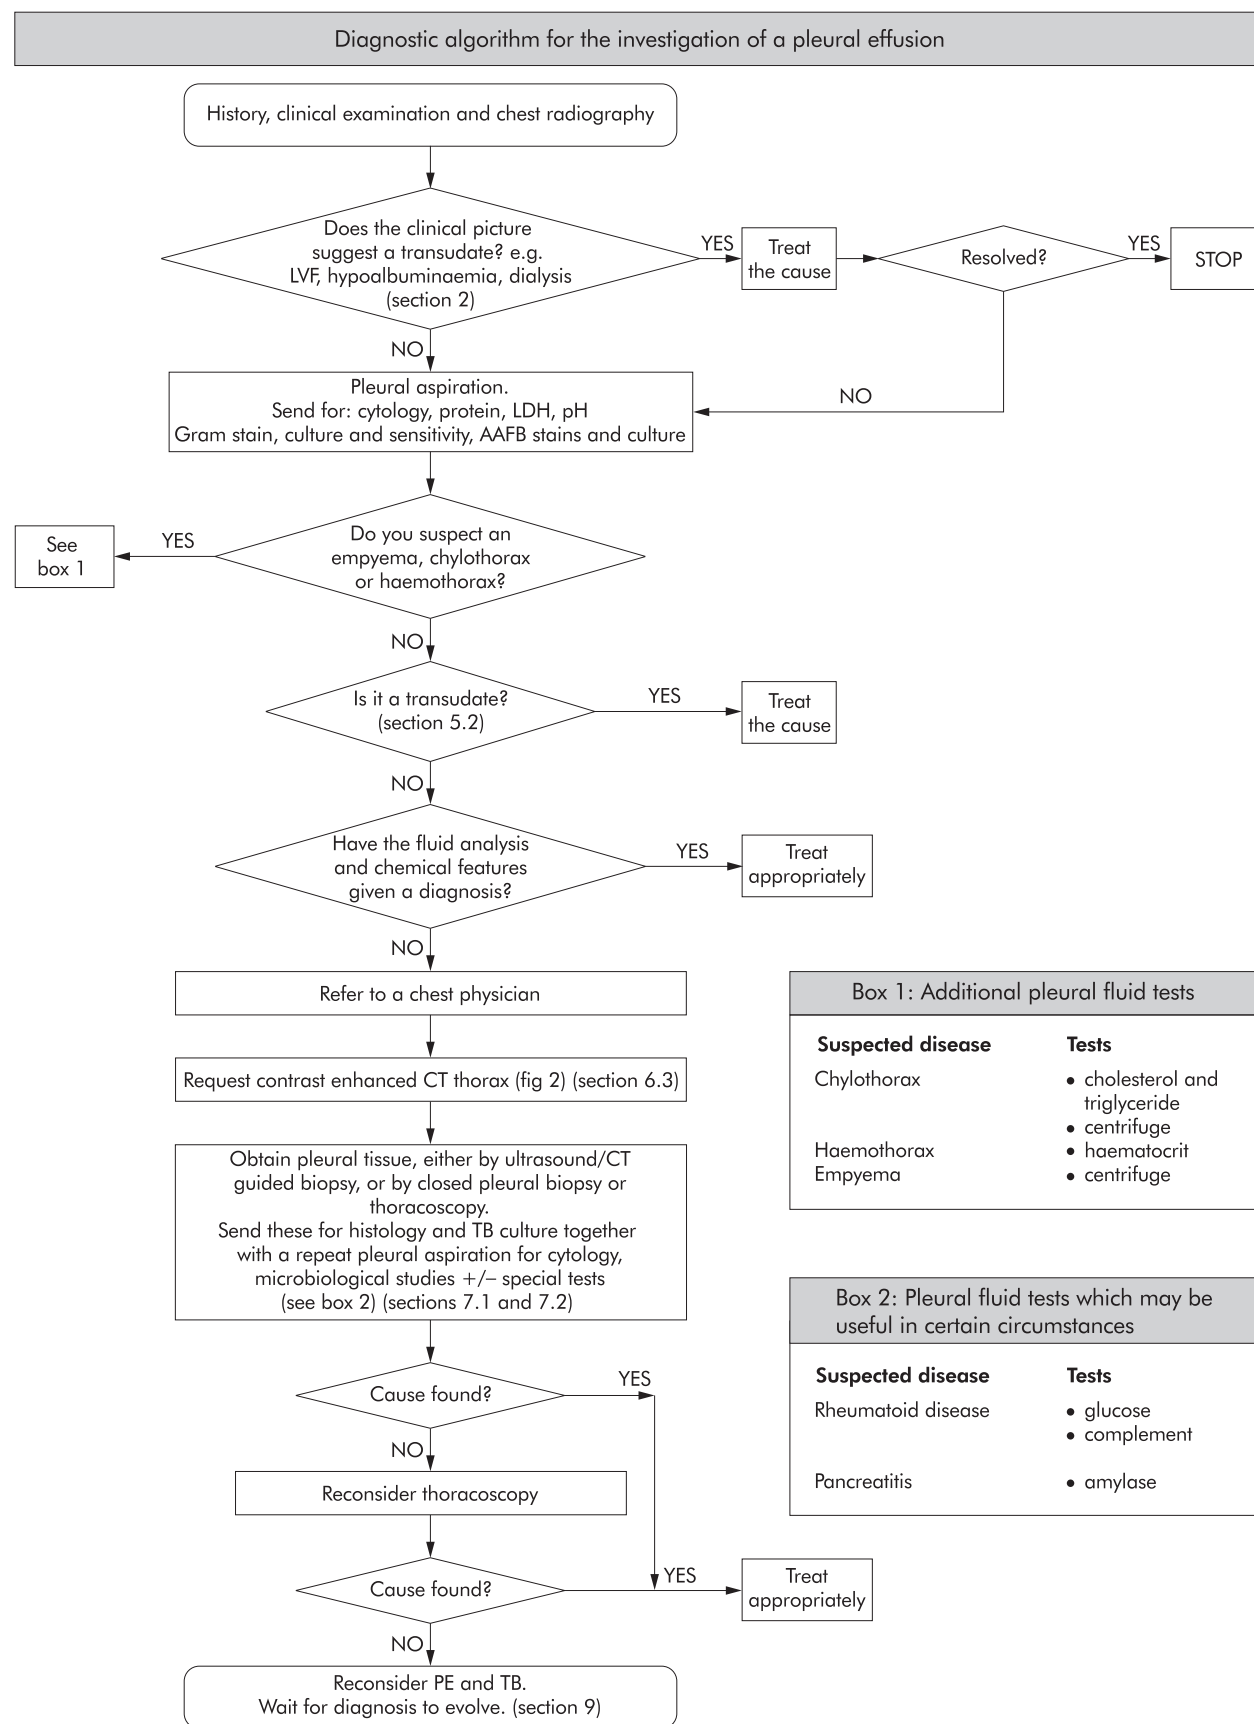 Diagnostic algorithm for the investigation of a pleural effusion
History, clinical examination and chest radiography
Does the clinical picture
suggest a transudate? e.g.
LVF, hypoalbuminaemia, dialysis
(section 2)
YES
Treat
the cause
Resolved?
YES
STOP
NO
NO
Pleural aspiration.
Send for: cytology, protein, LDH, pH
Gram stain, culture and sensitivity, AAFB stains and culture
Do you suspect an
empyema, chylothorax
or haemothorax?
YES
See
box 1
NO
Is it a transudate?
(section 5.2)
YES
Treat
the cause
NO
Have the fluid analysis
and chemical features
given a diagnosis?
YES
Treat
appropriately
NO
Refer to a chest physician
Request contrast enhanced CT thorax (fig 2) (section 6.3)
Obtain pleural tissue, either by ultrasound/CT
guided biopsy, or by closed pleural biopsy or
thoracoscopy.
Send these for histology and TB culture together
with a repeat pleural aspiration for cytology,
microbiological studies +/– special tests
(see box 2) (sections 7.1 and 7.2)
Cause found?
YES
NO
Reconsider thoracoscopy
Cause found?
YES
Treat
appropriately
NO
Reconsider PE and TB.
Wait for diagnosis to evolve. (section 9)
Box 1: Additional pleural fluid tests
Suspected disease Tests
Chylothorax • cholesterol and
triglyceride
• centrifuge
Haemothorax • haematocrit
Empyema • centrifuge
Box 2: Pleural fluid tests which may be
useful in certain circumstances
Suspected disease Tests
Rheumatoid disease • glucose
• complement
Pancreatitis • amylase